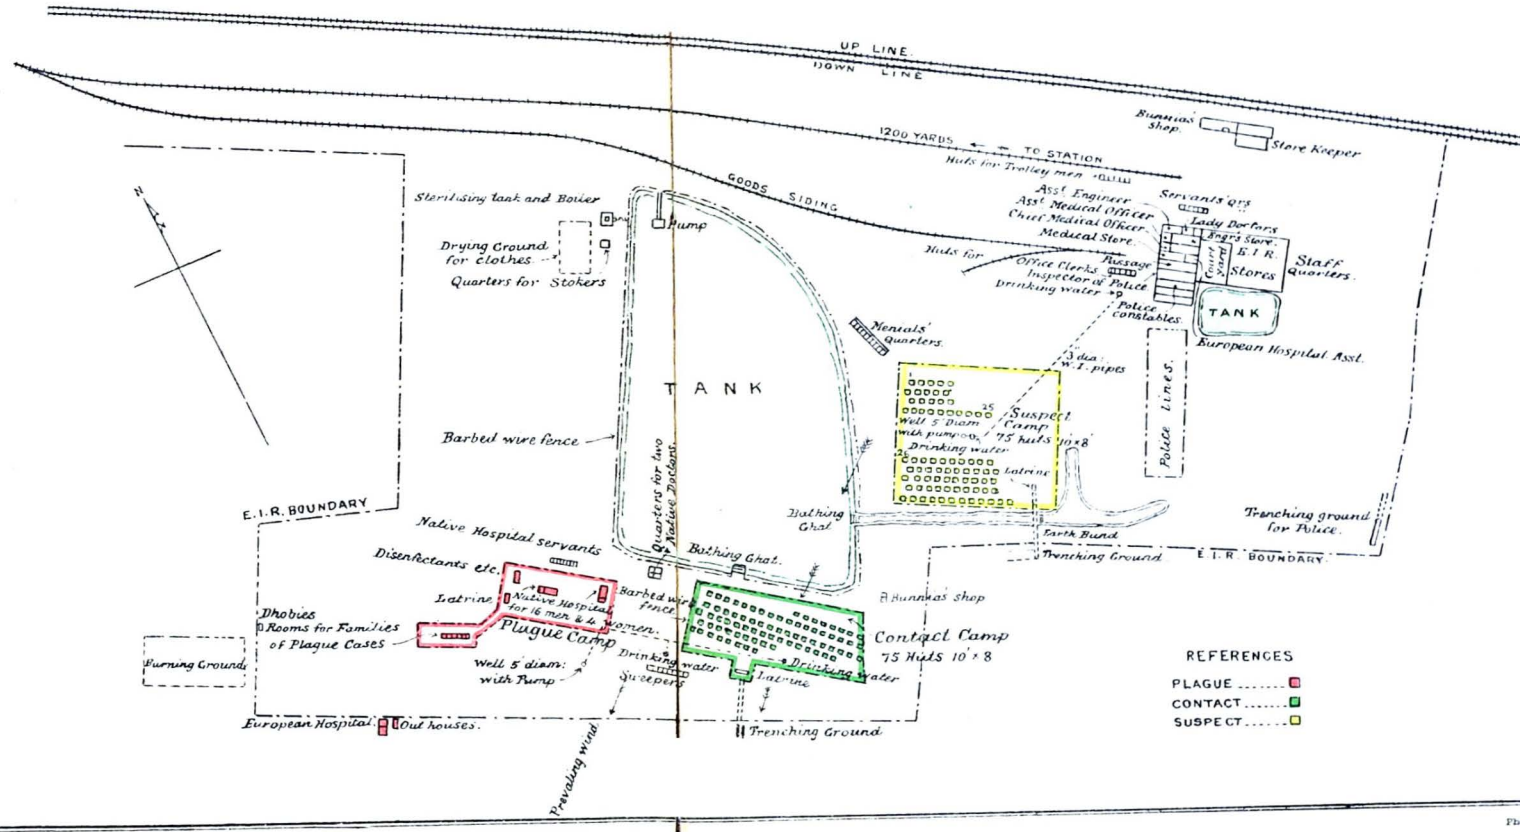 UP LINE.
DOWN LINE
Bunnias'
shop.
Store Keeper
1200 YARDS ← ← TO STATION
Huts for Trolley men
GOODS SIDING
N
Sterilising tank and Boiler
Pump
Drying Ground
for clothes.
Quarters for Stokers
Asst. Engineer
Asst. Medical Officer
Chief Medical Officer
Medical Store.
Servants' qrs
Lady Doctors
Engr's Store.
E.I.R.
Stores
Court
yard
Staff
Quarters.
Huts for
Passage
Office Clerks
Inspector of Police
Drinking water
Police
constables.
TANK
European Hospital Asst.
Menials'
Quarters.
3 dia:
W.I. pipes
Police Lines.
TANK
1
25
Suspect
Camp
75 huts 10' × 8'
Well 5' Diam
with pump
26
Drinking water
Latrine
Barbed wire fence
Quarters for two
Native Doctors.
E.I.R. BOUNDARY
Bathing
Ghat.
Earth Bund
Trenching Ground
E.I.R. BOUNDARY.
Trenching ground
for Police.
Native Hospital servants
Bathing Ghat.
Disenfectants etc.
Latrine
Native Hospital
for 16 men & 4 women.
Barbed wire
fence
Bunnia's shop
Dhobies
Rooms for Families
of Plague Cases
Plague Camp
Contact Camp
75 Huts 10' × 8
Burning Ground
Well 5' diam:
with Pump
Drinking water
Sweepers
Drinking water
Latrine
European Hospital.
Out houses.
Trenching Ground
Prevaling wind.
REFERENCES
PLAGUE
CONTACT
SUSPECT